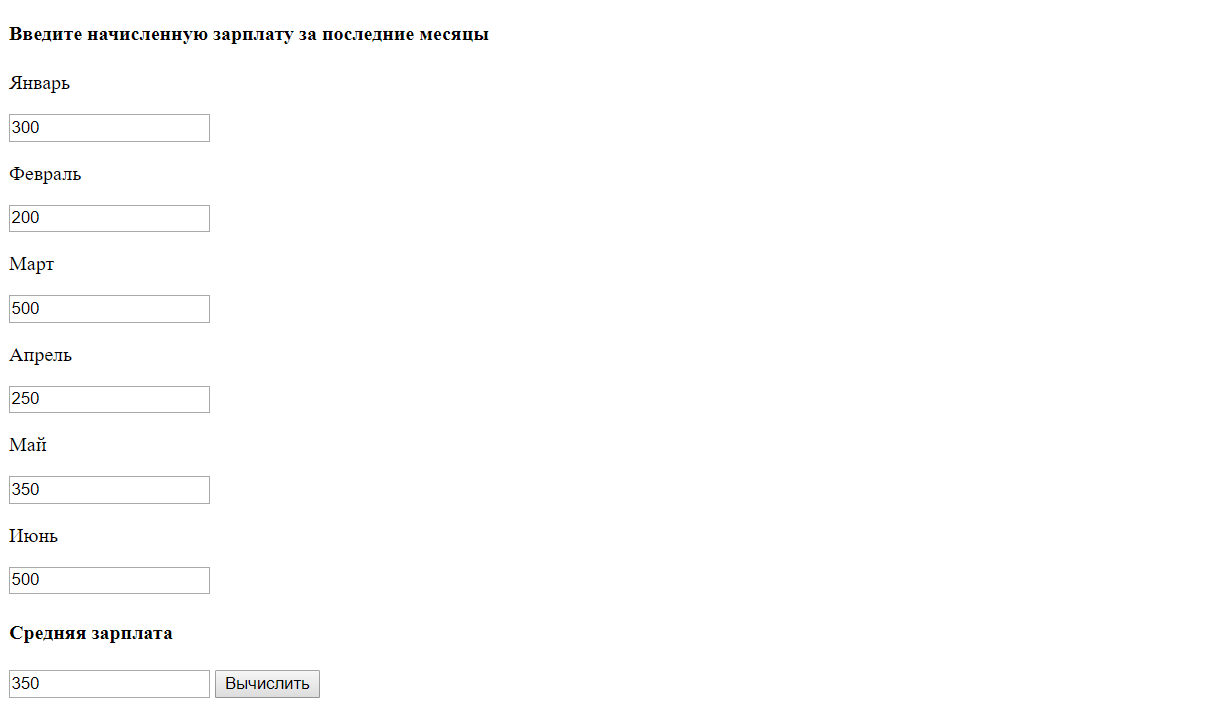 Введите начисленную зарплату за последние месяцы
Январь
300
Февраль
200
Март
500
Апрель
250
Май
350
Июнь
500
Средняя зарплата
350 Вычислить